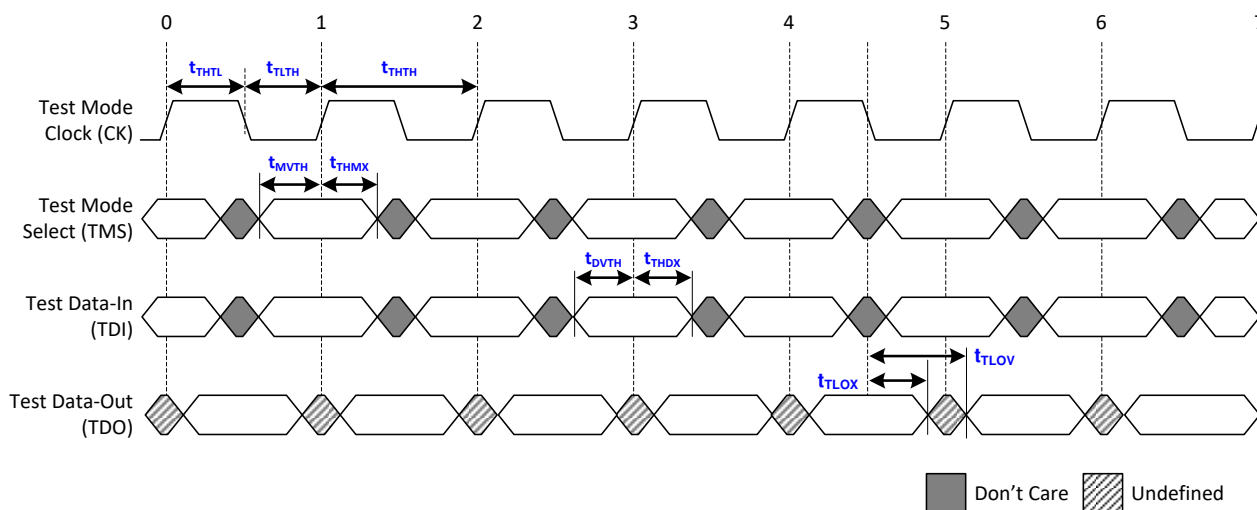 0 1 2 3 4 5 6 7
tTHTL tTLTH tTHTH
Test Mode
Clock (CK)
tMVTH tTHMX
Test Mode
Select (TMS)
tDVTH tTHDX
Test Data-In
(TDI)
tTLOV
tTLOX
Test Data-Out
(TDO)
Don't Care Undefined